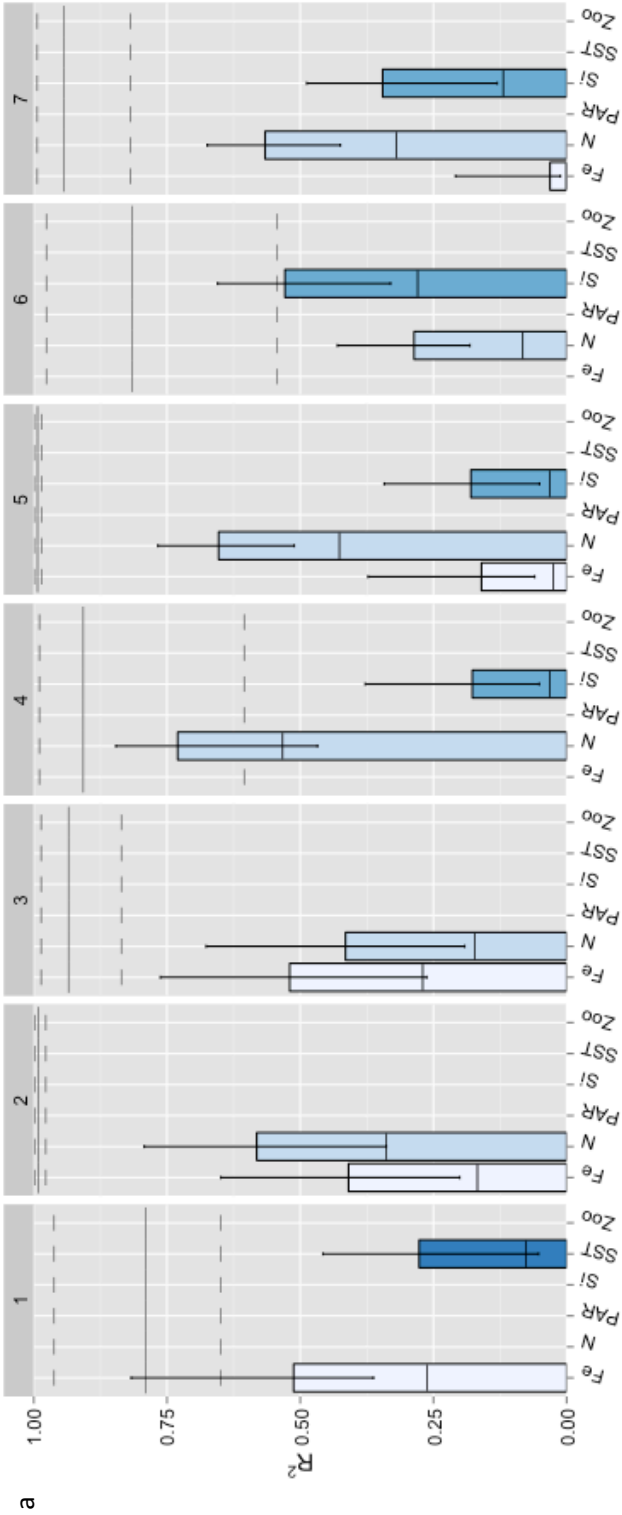 a
1 2 3 4 5 6 7
1.00
0.75
0.50
0.25
0.00
R²
Fe N PAR Si SST Zoo Fe N PAR Si SST Zoo Fe N PAR Si SST Zoo Fe N PAR Si SST Zoo Fe N PAR Si SST Zoo Fe N PAR Si SST Zoo Fe N PAR Si SST Zoo